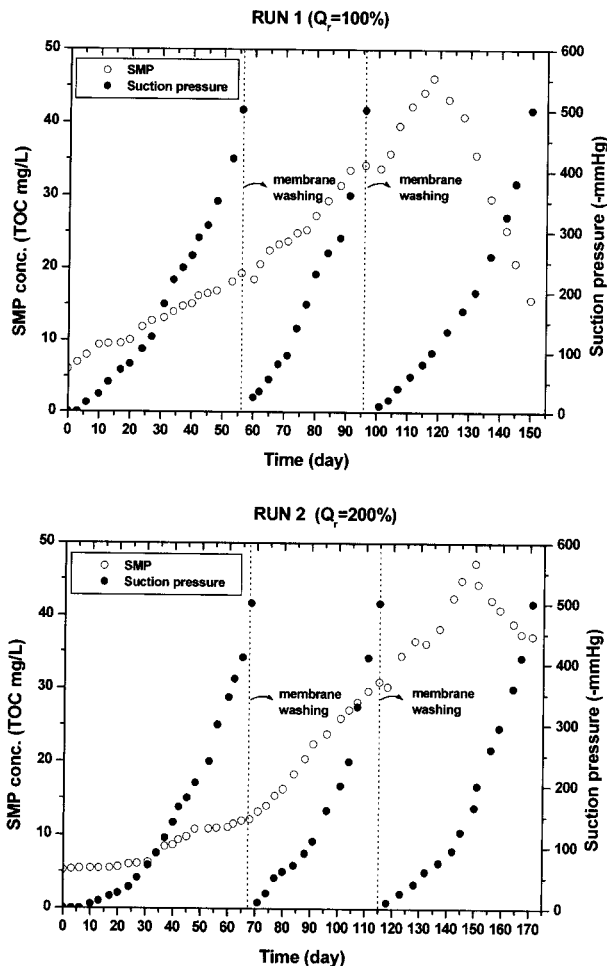 RUN 1 (Qr=100%)
SMP
Suction pressure
membrane
washing
membrane
washing
SMP conc. (TOC mg/L)
50
40
30
20
10
0
Suction pressure (-mmHg)
600
500
400
300
200
100
0
0 10 20 30 40 50 60 70 80 90 100 110 120 130 140 150
Time (day)
RUN 2 (Qr=200%)
SMP
Suction pressure
membrane
washing
membrane
washing
SMP conc. (TOC mg/L)
50
40
30
20
10
0
Suction pressure (-mmHg)
600
500
400
300
200
100
0
0 10 20 30 40 50 60 70 80 90 100 110 120 130 140 150 160 170
Time (day)